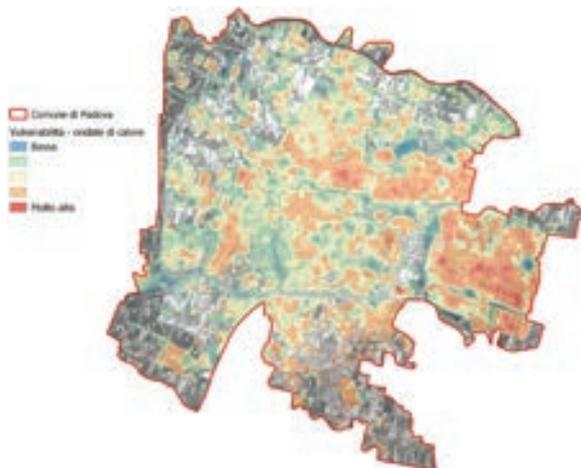 Comune di Padova
Vulnerabilità - ondate di calore
Bassa
Molto alta